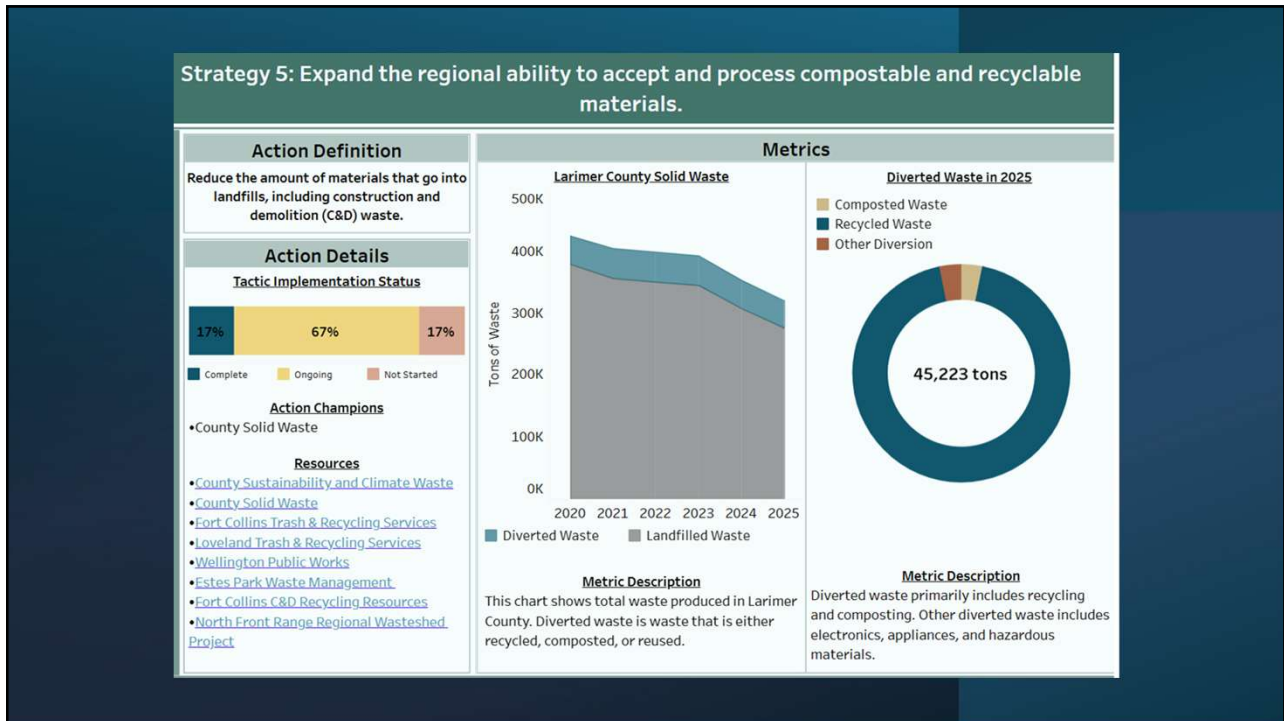 Strategy 5: Expand the regional ability to accept and process compostable and recyclable
materials.
Action Definition
Reduce the amount of materials that go into
landfills, including construction and
demolition (C&D) waste.
Action Details
Tactic Implementation Status
17%
67%
17%
Complete
Ongoing
Not Started
Action Champions
•County Solid Waste
Resources
•County Sustainability and Climate Waste
•County Solid Waste
•Fort Collins Trash & Recycling Services
•Loveland Trash & Recycling Services
•Wellington Public Works
•Estes Park Waste Management
•Fort Collins C&D Recycling Resources
•North Front Range Regional Wasteshed
Project
Metrics
Larimer County Solid Waste
500K
400K
300K
200K
100K
0K
Tons of Waste
2020 2021 2022 2023 2024 2025
Diverted Waste
Landfilled Waste
Metric Description
This chart shows total waste produced in Larimer
County. Diverted waste is waste that is either
recycled, composted, or reused.
Diverted Waste in 2025
Composted Waste
Recycled Waste
Other Diversion
45,223 tons
Metric Description
Diverted waste primarily includes recycling
and composting. Other diverted waste includes
electronics, appliances, and hazardous
materials.